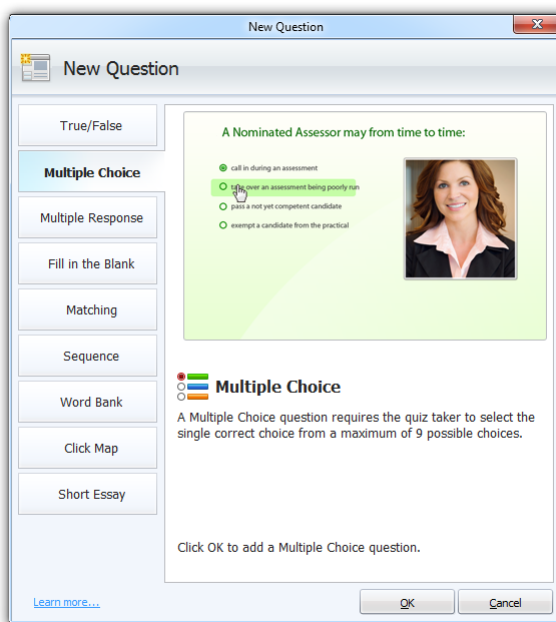 New Question
New Question
True/False
Multiple Choice
Multiple Response
Fill in the Blank
Matching
Sequence
Word Bank
Click Map
Short Essay
A Nominated Assessor may from time to time:
call in during an assessment
take over an assessment being poorly run
pass a not yet competent candidate
exempt a candidate from the practical
Multiple Choice
A Multiple Choice question requires the quiz taker to select the
single correct choice from a maximum of 9 possible choices.
Click OK to add a Multiple Choice question.
Learn more...
OK
Cancel